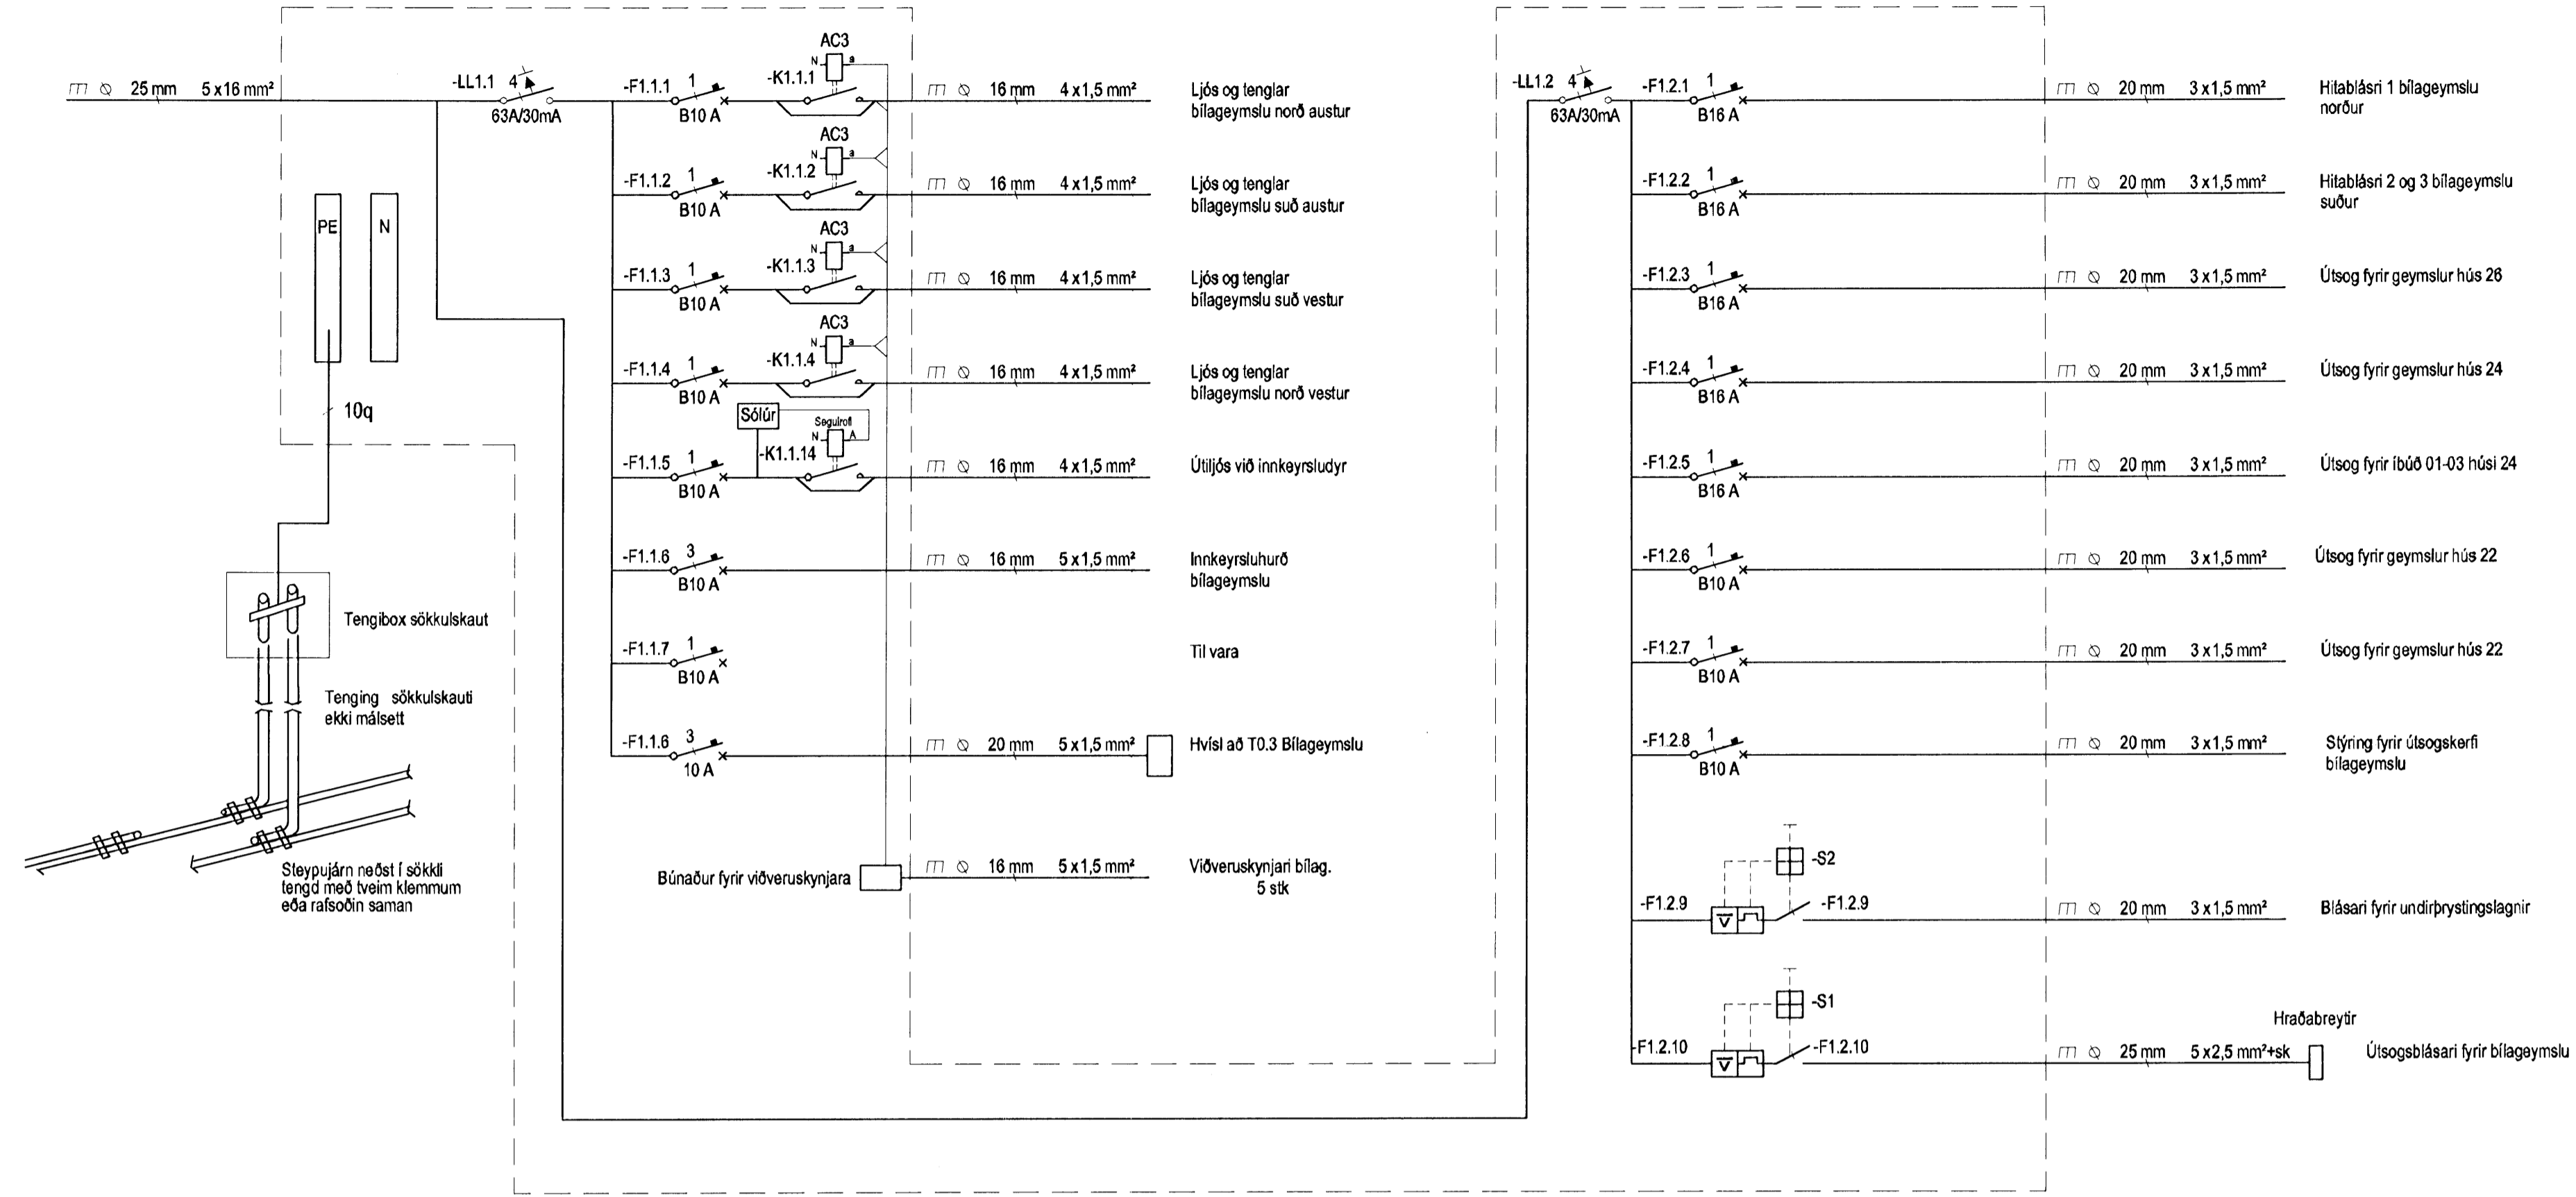 25 mm 5 x 16 mm²
-LL1.1 4
63A/30mA
PE
N
10q
Tengibox sökkulskaut
Tenging sökkulskauti
ekki málsett
Steypujárn neðst í sökkli
tengd með tveim klemmum
eða rafsoðin saman
-F1.1.1 1
B10 A
-K1.1.1
AC3
N a
16 mm 4 x 1,5 mm²
Ljós og tenglar
bílageymslu norð austur
-F1.1.2 1
B10 A
-K1.1.2
AC3
N a
16 mm 4 x 1,5 mm²
Ljós og tenglar
bílageymslu suð austur
-F1.1.3 1
B10 A
-K1.1.3
AC3
N a
16 mm 4 x 1,5 mm²
Ljós og tenglar
bílageymslu suð vestur
-F1.1.4 1
B10 A
-K1.1.4
AC3
N a
16 mm 4 x 1,5 mm²
Ljós og tenglar
bílageymslu norð vestur
-F1.1.5 1
B10 A
Sólúr
-K1.1.14
Segulrofi
N A
16 mm 4 x 1,5 mm²
Útiljós við innkeyrsludyr
-F1.1.6 3
B10 A
16 mm 5 x 1,5 mm²
Innkeyrsluhurð
bílageymslu
-F1.1.7 1
B10 A
Til vara
-F1.1.6 3
10 A
20 mm 5 x 1,5 mm²
Hvísl að T0.3 Bílageymslu
Búnaður fyrir viðveruskynjara
16 mm 5 x 1,5 mm²
Viðveruskynjari bílag.
5 stk
-LL1.2 4
63A/30mA
-F1.2.1 1
B16 A
20 mm 3 x 1,5 mm²
Hitablásri 1 bílageymslu
norður
-F1.2.2 1
B16 A
20 mm 3 x 1,5 mm²
Hitablásri 2 og 3 bílageymslu
suður
-F1.2.3 1
B16 A
20 mm 3 x 1,5 mm²
Útsog fyrir geymslur hús 26
-F1.2.4 1
B16 A
20 mm 3 x 1,5 mm²
Útsog fyrir geymslur hús 24
-F1.2.5 1
B16 A
20 mm 3 x 1,5 mm²
Útsog fyrir íbúð 01-03 húsi 24
-F1.2.6 1
B10 A
20 mm 3 x 1,5 mm²
Útsog fyrir geymslur hús 22
-F1.2.7 1
B10 A
20 mm 3 x 1,5 mm²
Útsog fyrir geymslur hús 22
-F1.2.8 1
B10 A
20 mm 3 x 1,5 mm²
Stýring fyrir útsogskerfi
bílageymslu
-S2
-F1.2.9
-F1.2.9
20 mm 3 x 1,5 mm²
Blásari fyrir undirþrystingslagnir
-S1
-F1.2.10
-F1.2.10
25 mm 5 x2,5 mm²+sk
Hraðabreytir
Útsogsblásari fyrir bílageymslu